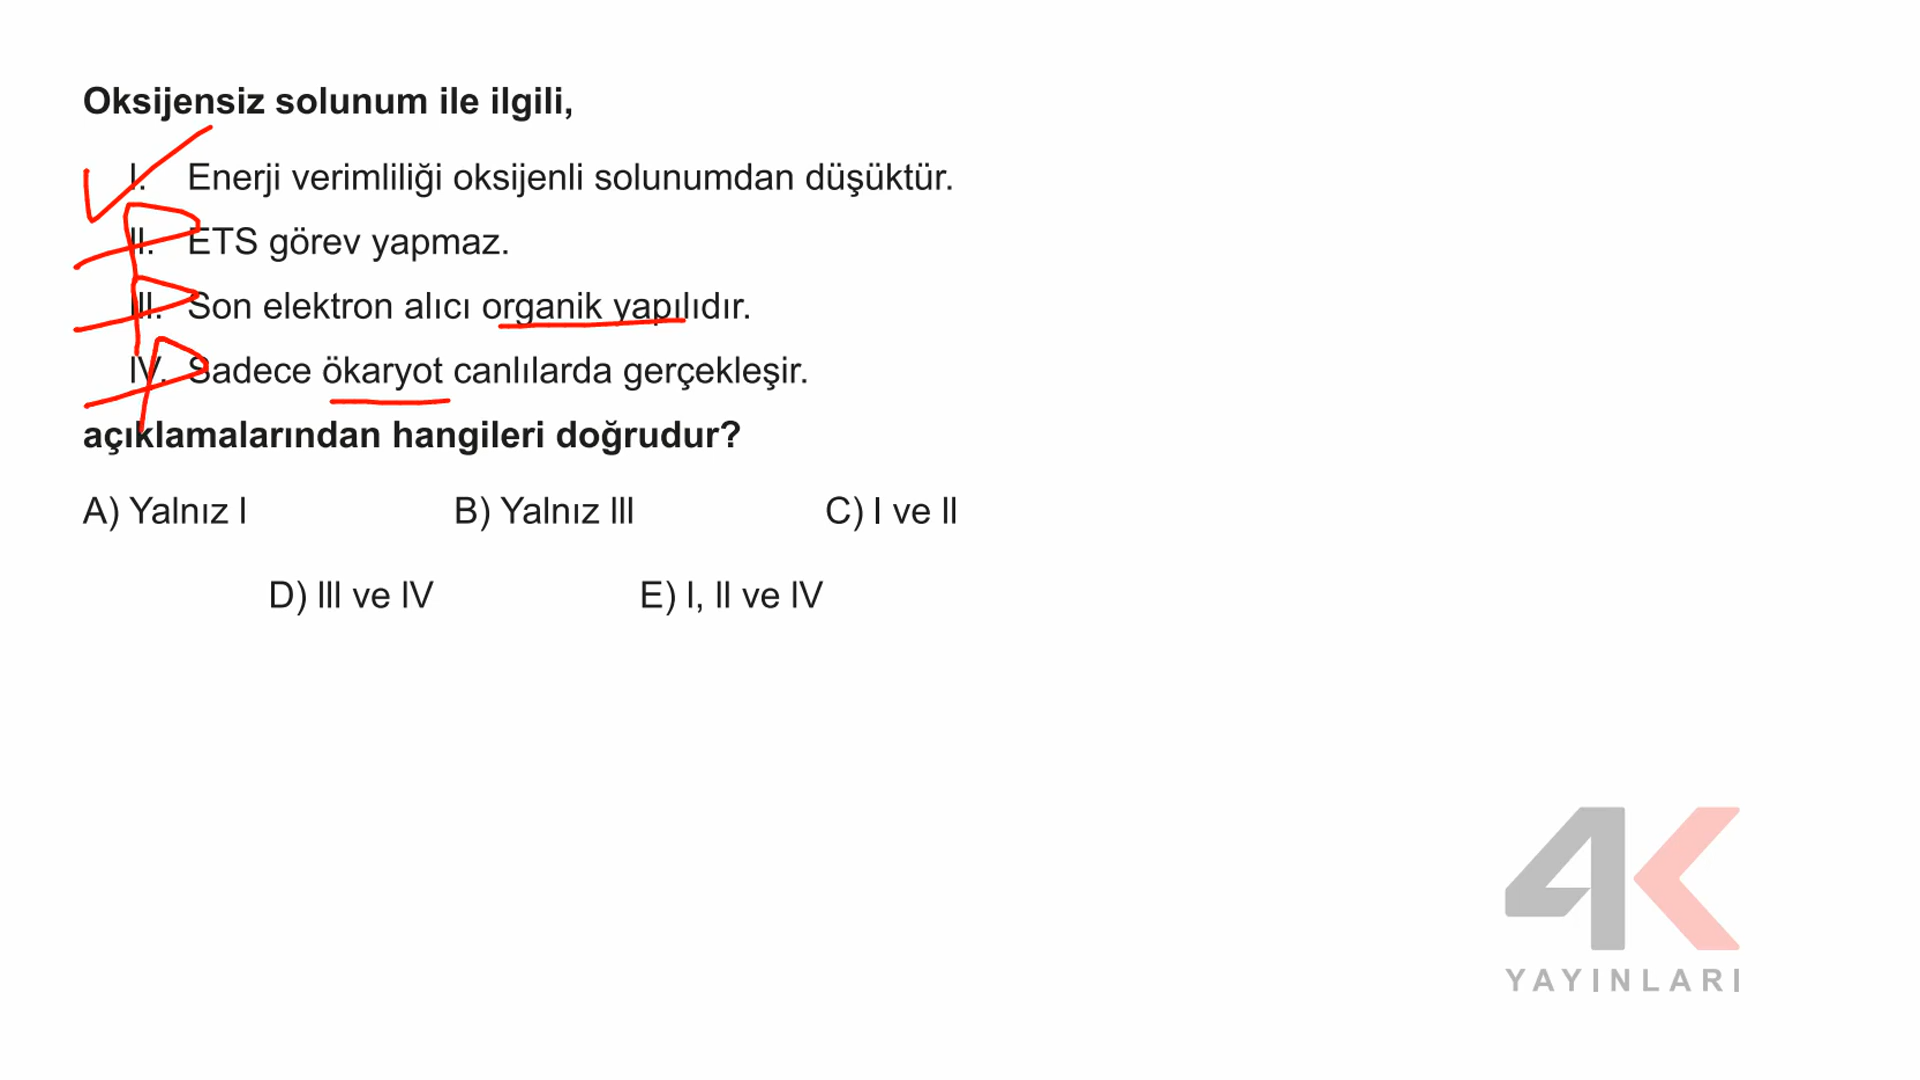 Oksijensiz solunum ile ilgili,
I. Enerji verimliliği oksijenli solunumdan düşüktür.
II. ETS görev yapmaz.
III. Son elektron alıcı organik yapılıdır.
IV. Sadece ökaryot canlılarda gerçekleşir.
açıklamalarından hangileri doğrudur?
A) Yalnız I B) Yalnız III C) I ve II
D) III ve IV E) I, II ve IV
4K
YAYINLARI